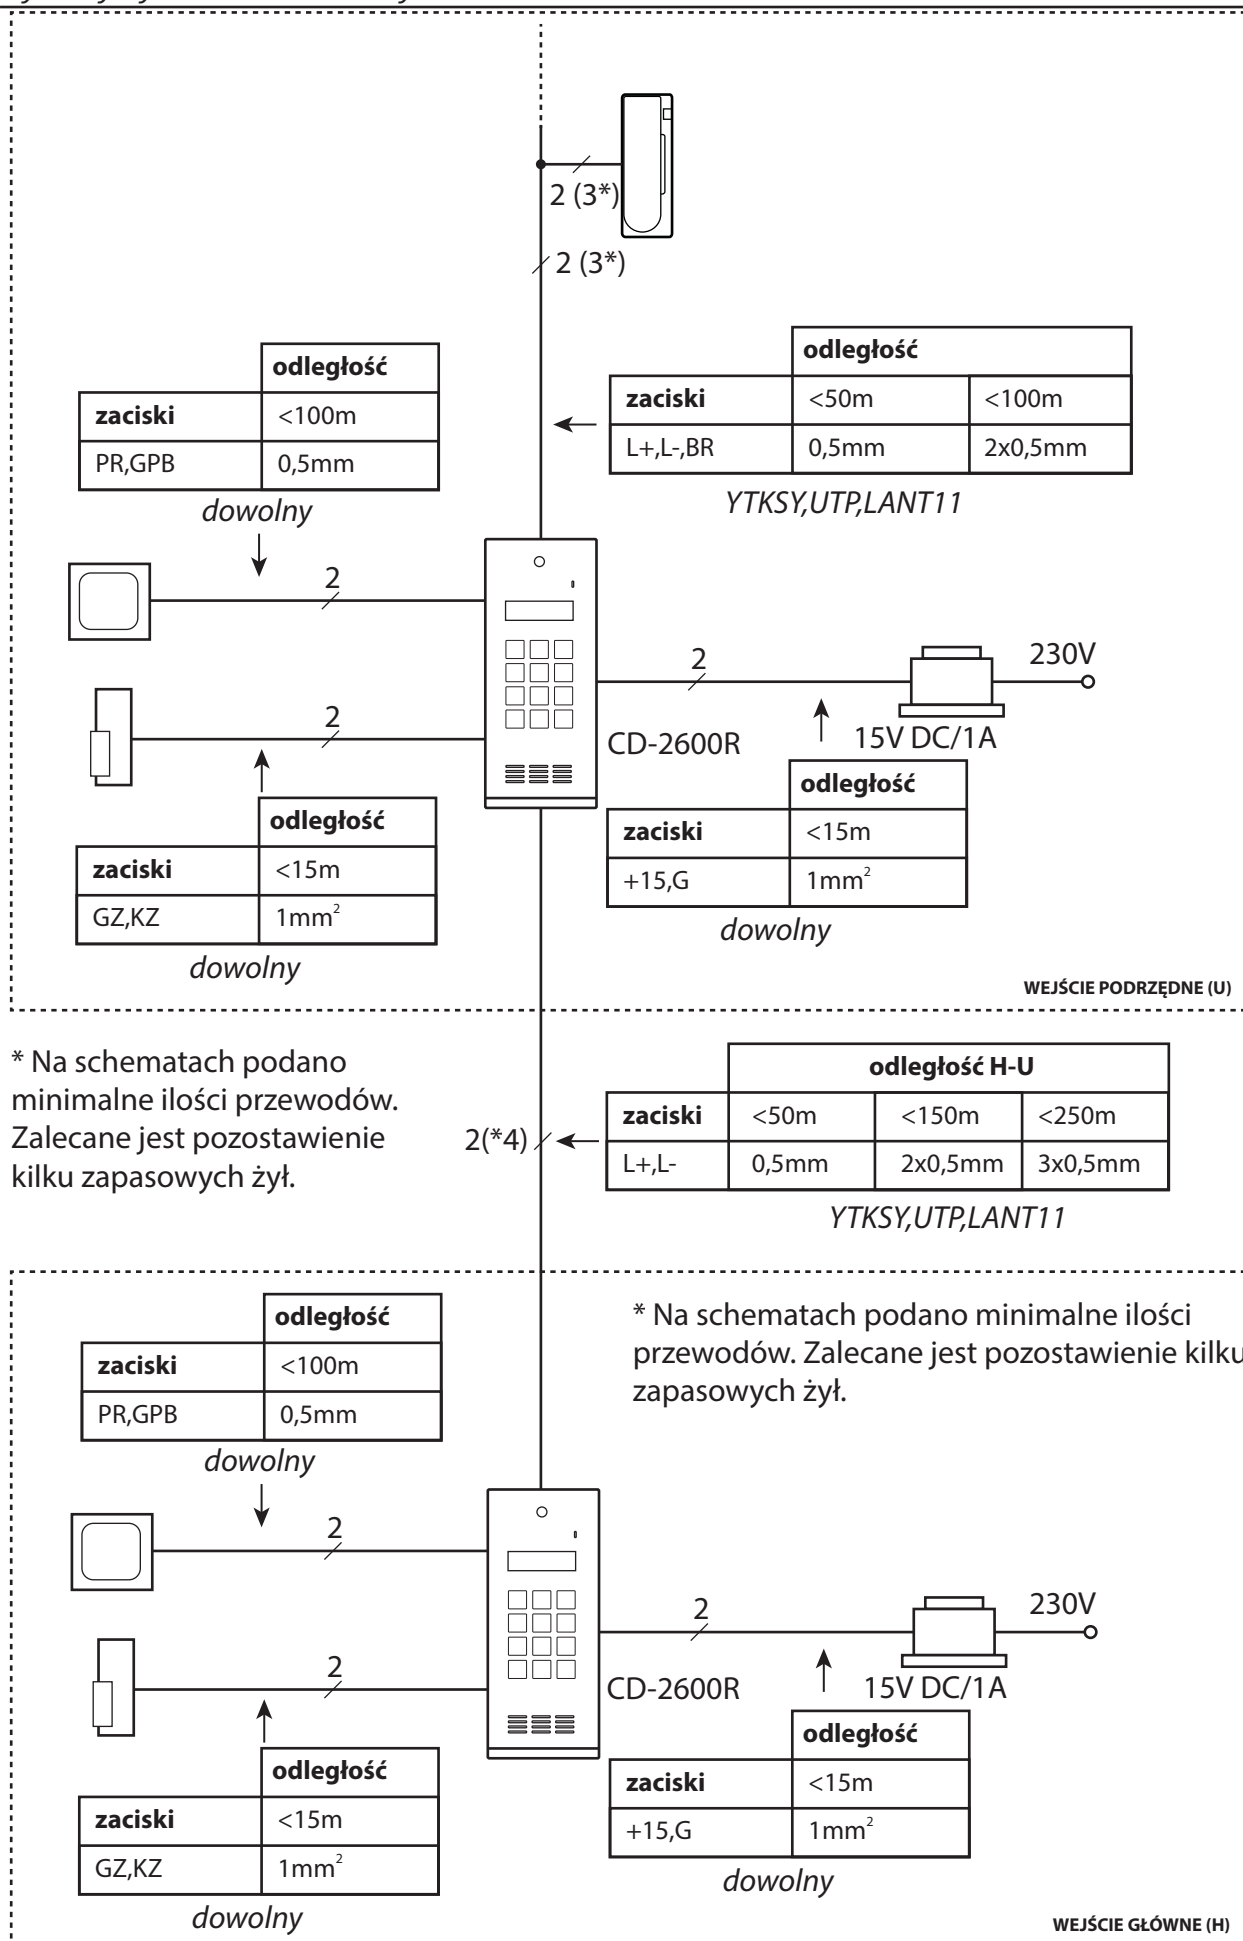 2 (3*)
2 (3*)
odległość
zaciski <100m
PR,GPB 0,5mm
dowolny
odległość
zaciski <50m <100m
L+,L-,BR 0,5mm 2x0,5mm
YTKSY,UTP,LANT11
2
2
2
230V
CD-2600R
15V DC/1A
odległość
zaciski <15m
GZ,KZ 1mm²
dowolny
odległość
zaciski <15m
+15,G 1mm²
dowolny
WEJŚCIE PODRZĘDNE (U)
* Na schematach podano
minimalne ilości przewodów.
Zalecane jest pozostawienie
kilku zapasowych żył.
2(*4)
odległość H-U
zaciski <50m <150m <250m
L+,L- 0,5mm 2x0,5mm 3x0,5mm
YTKSY,UTP,LANT11
odległość
zaciski <100m
PR,GPB 0,5mm
dowolny
* Na schematach podano minimalne ilości
przewodów. Zalecane jest pozostawienie kilku
zapasowych żył.
2
2
2
230V
CD-2600R
15V DC/1A
odległość
zaciski <15m
GZ,KZ 1mm²
dowolny
odległość
zaciski <15m
+15,G 1mm²
dowolny
WEJŚCIE GŁÓWNE (H)